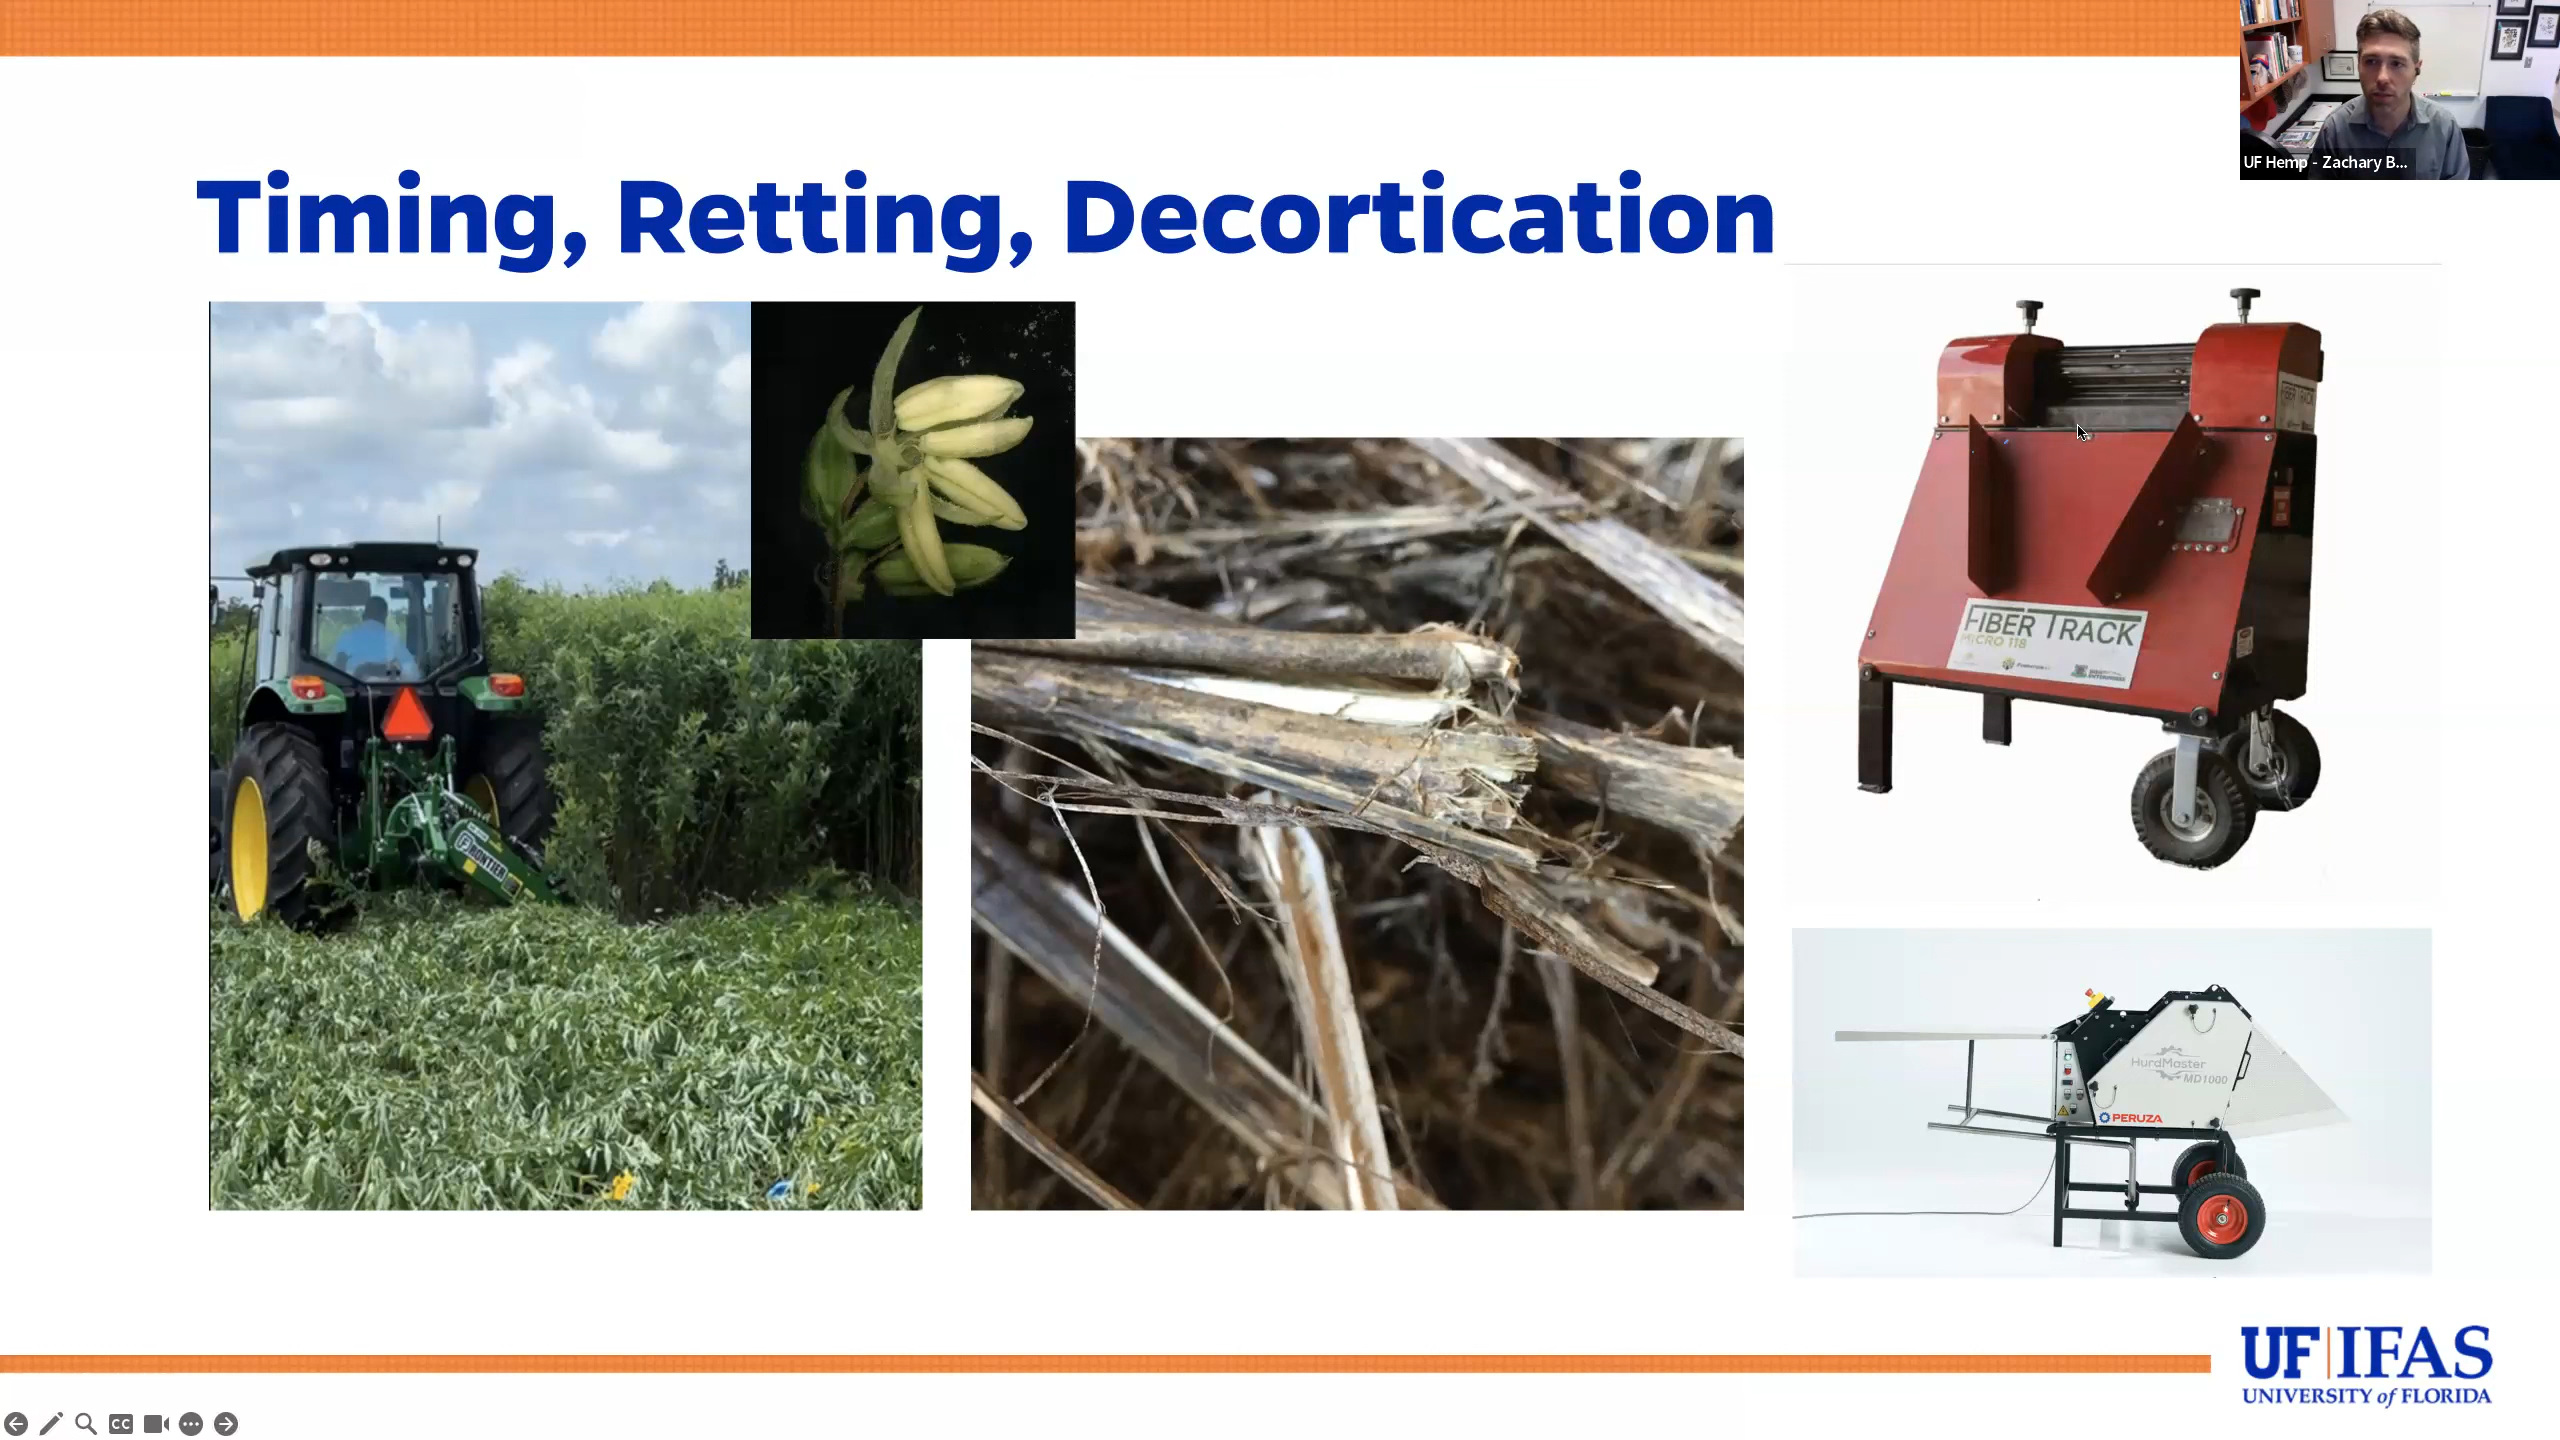 UF Hemp - Zachary B...
Timing, Retting, Decortication
FIBER TRACK
MICRO 118
FRONTIER
HurdMaster
MD1000
PERUZA
CC
UF|IFAS
UNIVERSITY of FLORIDA